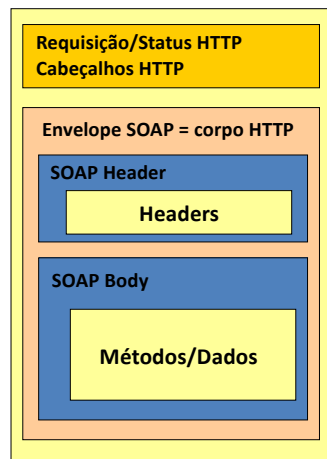 Requisição/Status HTTP
Cabeçalhos HTTP
Envelope SOAP = corpo HTTP
SOAP Header
Headers
SOAP Body
Métodos/Dados